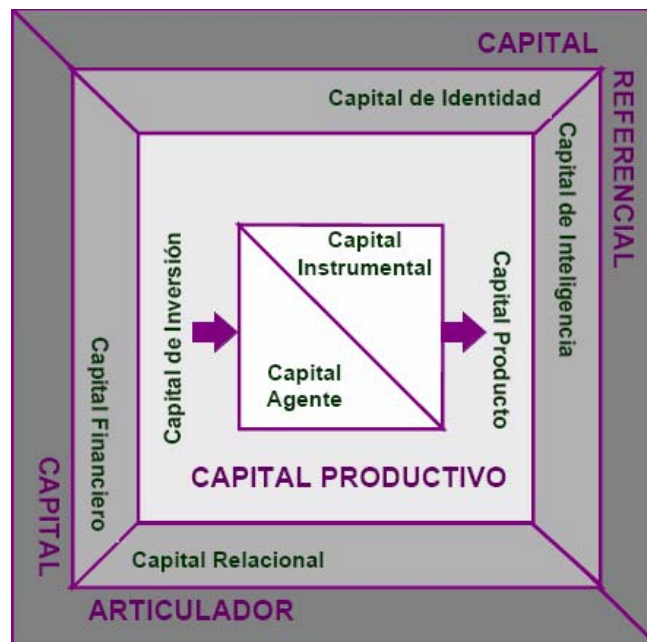 CAPITAL
REFERENCIAL
Capital de Identidad
Capital de Inteligencia
Capital
Instrumental
Capital de Inversión
Capital Producto
Capital
Agente
Capital Financiero
CAPITAL PRODUCTIVO
Capital Relacional
CAPITAL
ARTICULADOR